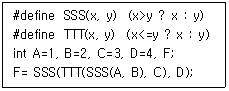 #define SSS(x, y) (x>y ? x : y)
#define TTT(x, y) (x<=y ? x : y)
int A=1, B=2, C=3, D=4, F;
F= SSS(TTT(SSS(A, B), C), D);